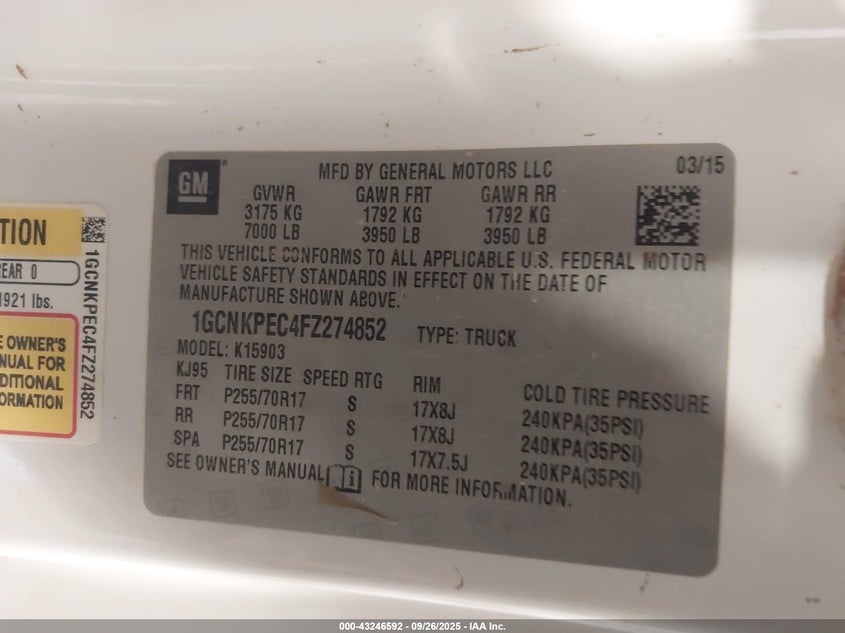 GM
MFD BY GENERAL MOTORS LLC
03/15
GVWR GAWR FRT GAWR RR
3175 KG 1792 KG 1792 KG
7000 LB 3950 LB 3950 LB
THIS VEHICLE CONFORMS TO ALL APPLICABLE U.S. FEDERAL MOTOR
VEHICLE SAFETY STANDARDS IN EFFECT ON THE DATE OF
MANUFACTURE SHOWN ABOVE.
1GCNKPEC4FZ274852 TYPE: TRUCK
MODEL: K15903
KJ95 TIRE SIZE SPEED RTG RIM COLD TIRE PRESSURE
FRT P255/70R17 S 17X8J 240KPA(35PSI)
RR P255/70R17 S 17X8J 240KPA(35PSI)
SPA P255/70R17 S 17X7.5J 240KPA(35PSI)
SEE OWNER'S MANUAL FOR MORE INFORMATION.
TION
REAR 0
1921 lbs.
E OWNER'S
NUAL FOR
DITIONAL
FORMATION
1GCNKPEC4FZ274852
000-43246592 - 09/26/2025 - IAA Inc.